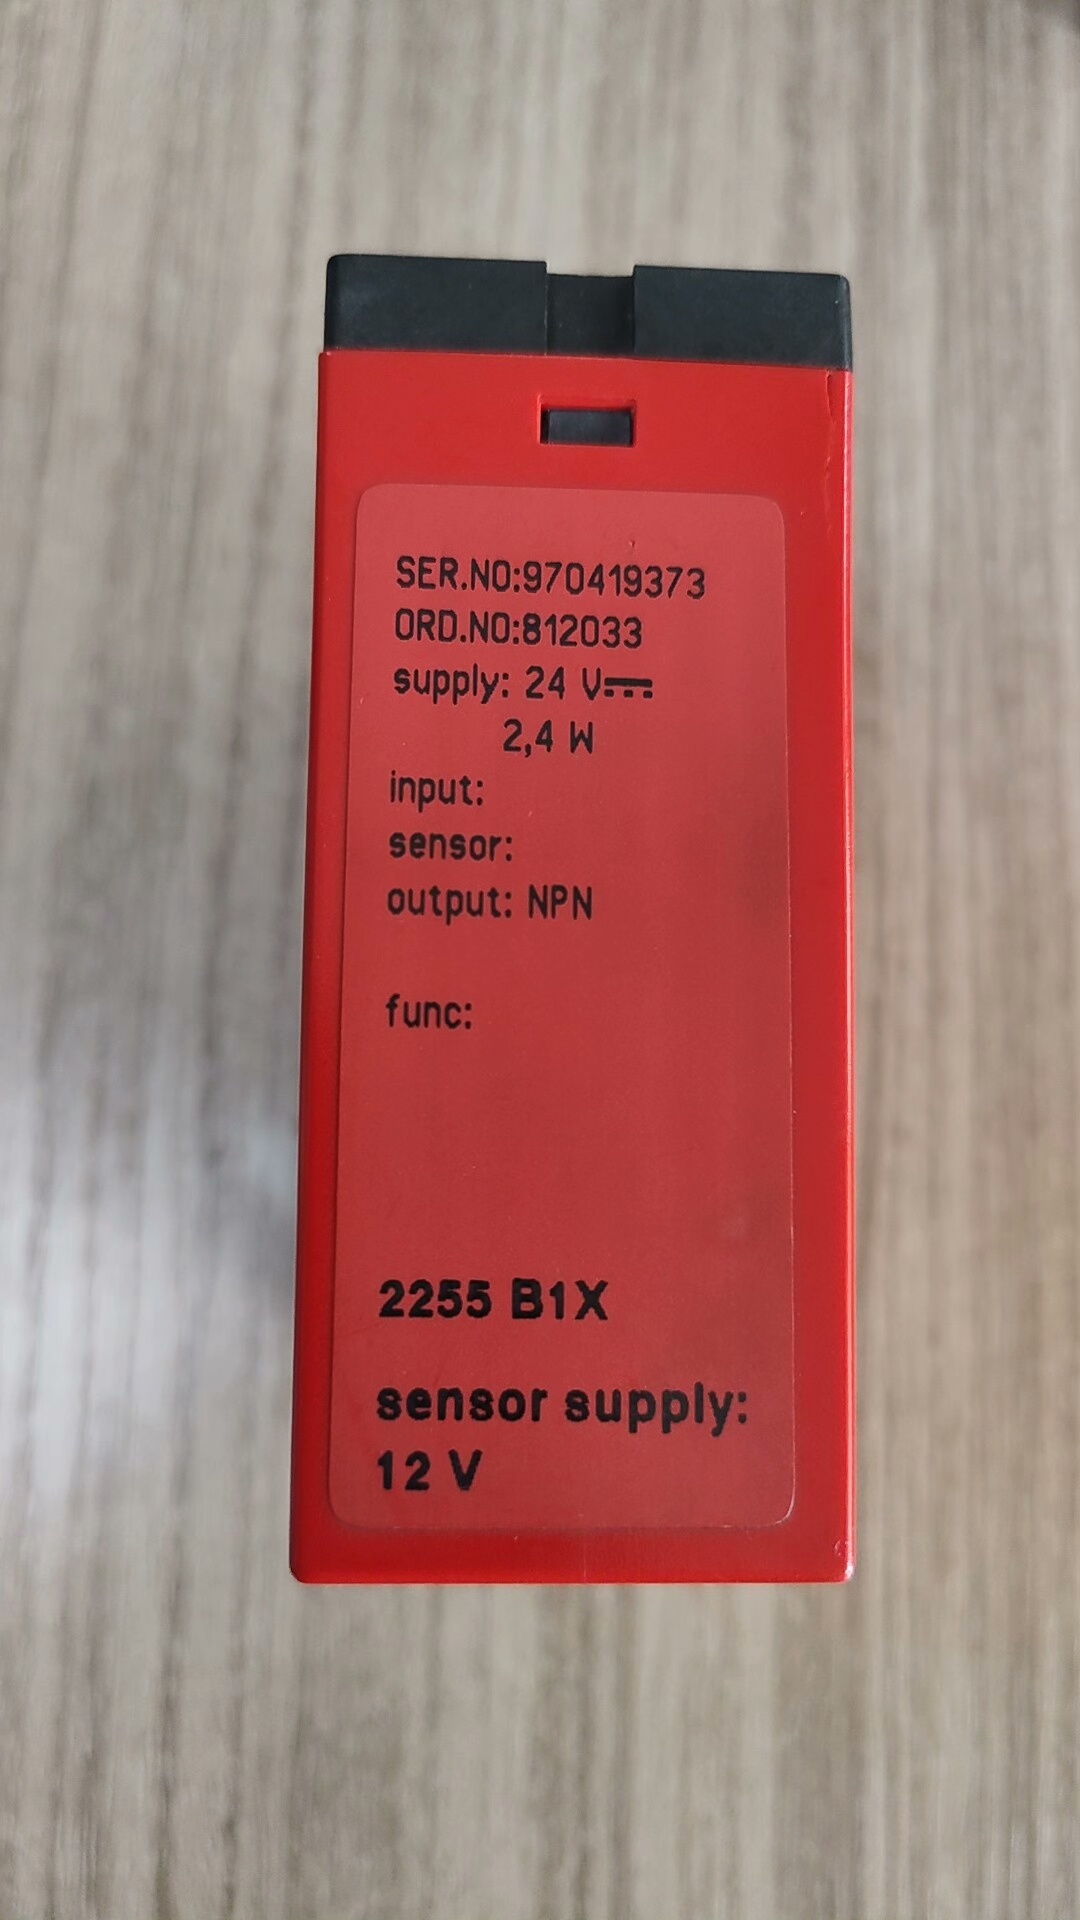 SER.NO:970419373
ORD.NO:812033
supply: 24 V⎓
2,4 W
input:
sensor:
output: NPN
func:
2255 B1X
sensor supply:
12 V